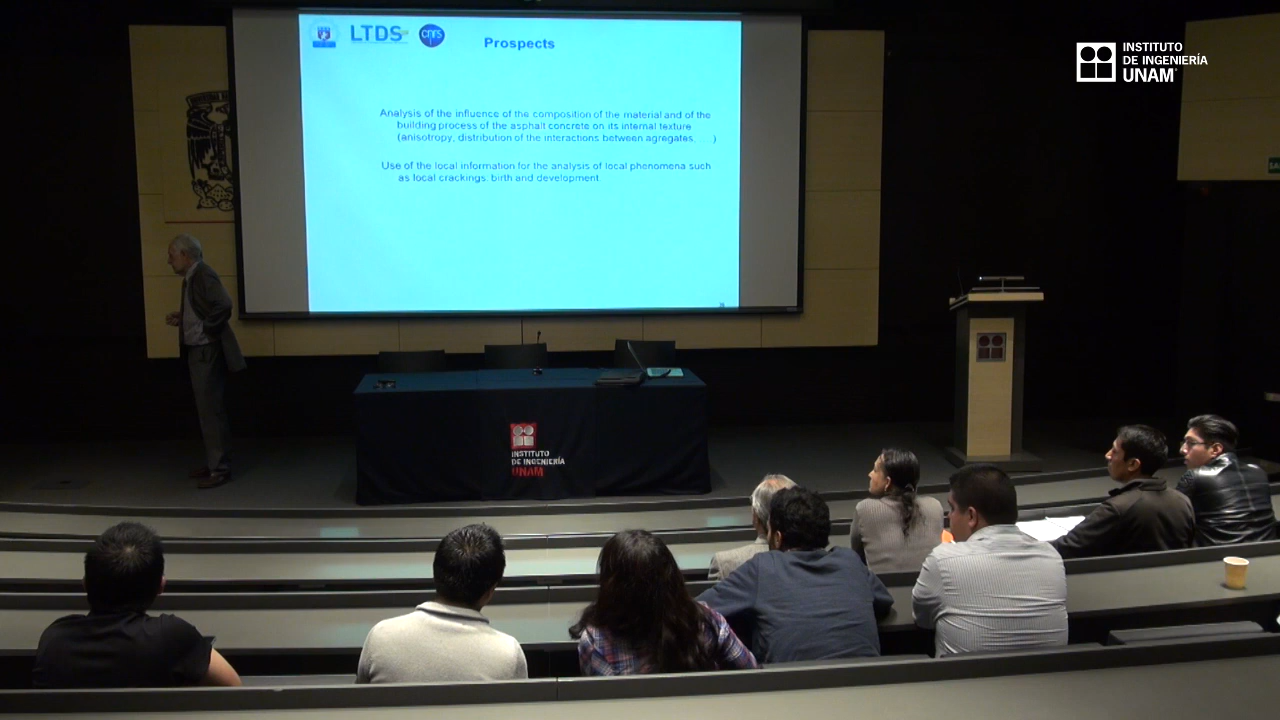 LTDS
cnrs
Prospects
INSTITUTO
DE INGENIERÍA
UNAM
Analysis of the influence of the composition of the material and of the
building process of the asphalt concrete on its internal texture
(anisotropy, distribution of the interactions between agregates, ... )
Use of the local information for the analysis of local phenomena such
as local crackings: birth and development
INSTITUTO
DE INGENIERÍA
UNAM